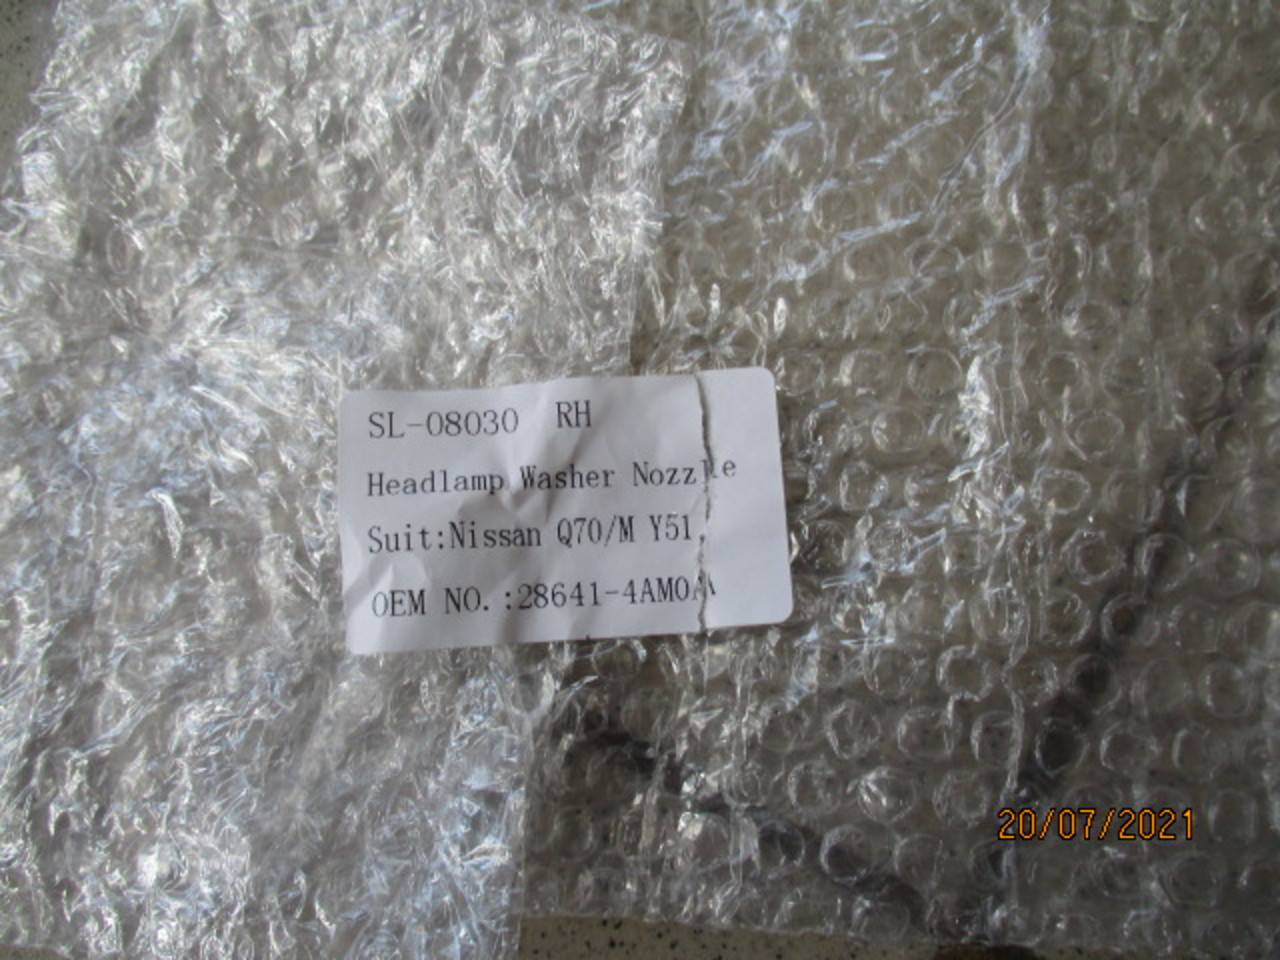 SL-08030 RH
Headlamp Washer Nozzle
Suit:Nissan Q70/M Y51,
OEM NO.:28641-4AM0A
20/07/2021